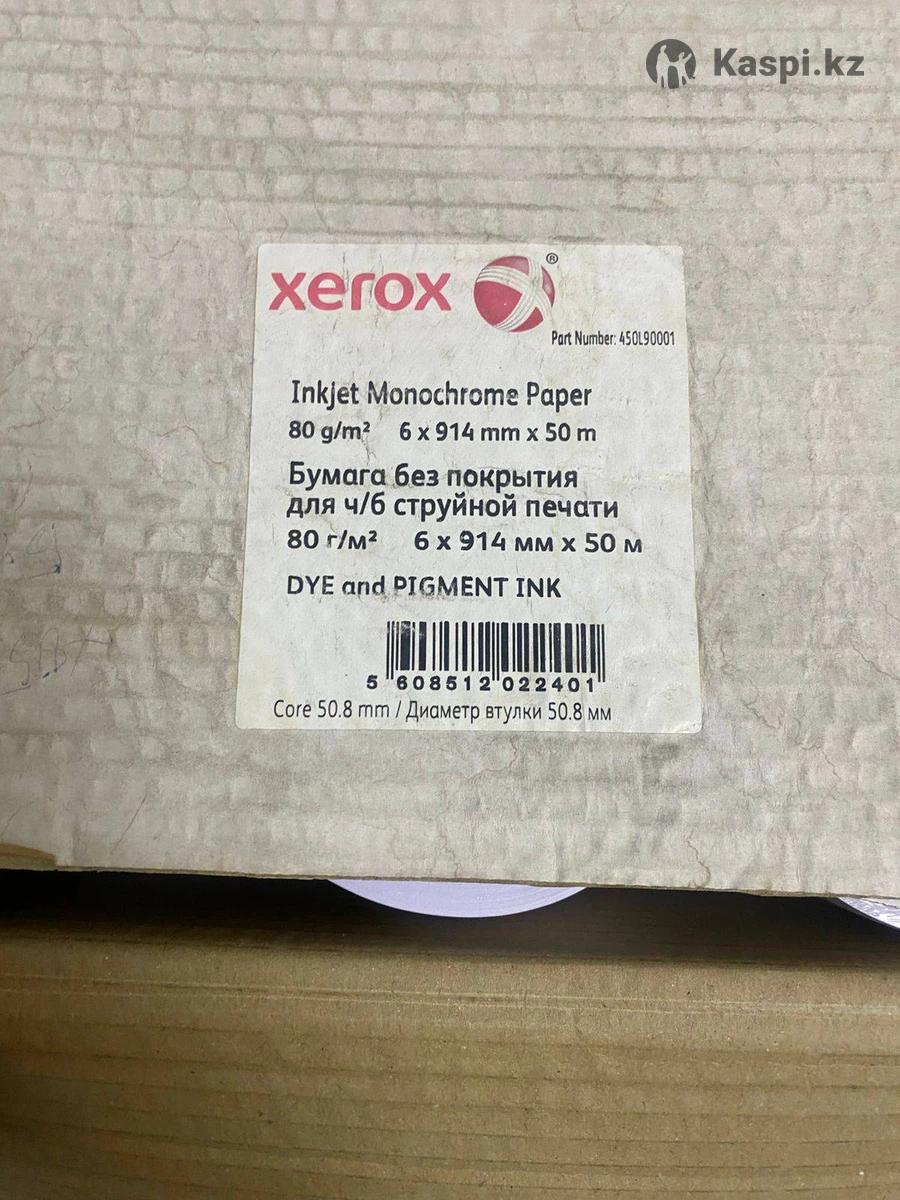 Kaspi.kz
xerox ®
Part Number: 450L90001
Inkjet Monochrome Paper
80 g/m² 6 x 914 mm x 50 m
Бумага без покрытия
для ч/б струйной печати
80 г/м² 6 x 914 мм x 50 м
DYE and PIGMENT INK
5 608512 022401
Core 50.8 mm / Диаметр втулки 50.8 мм